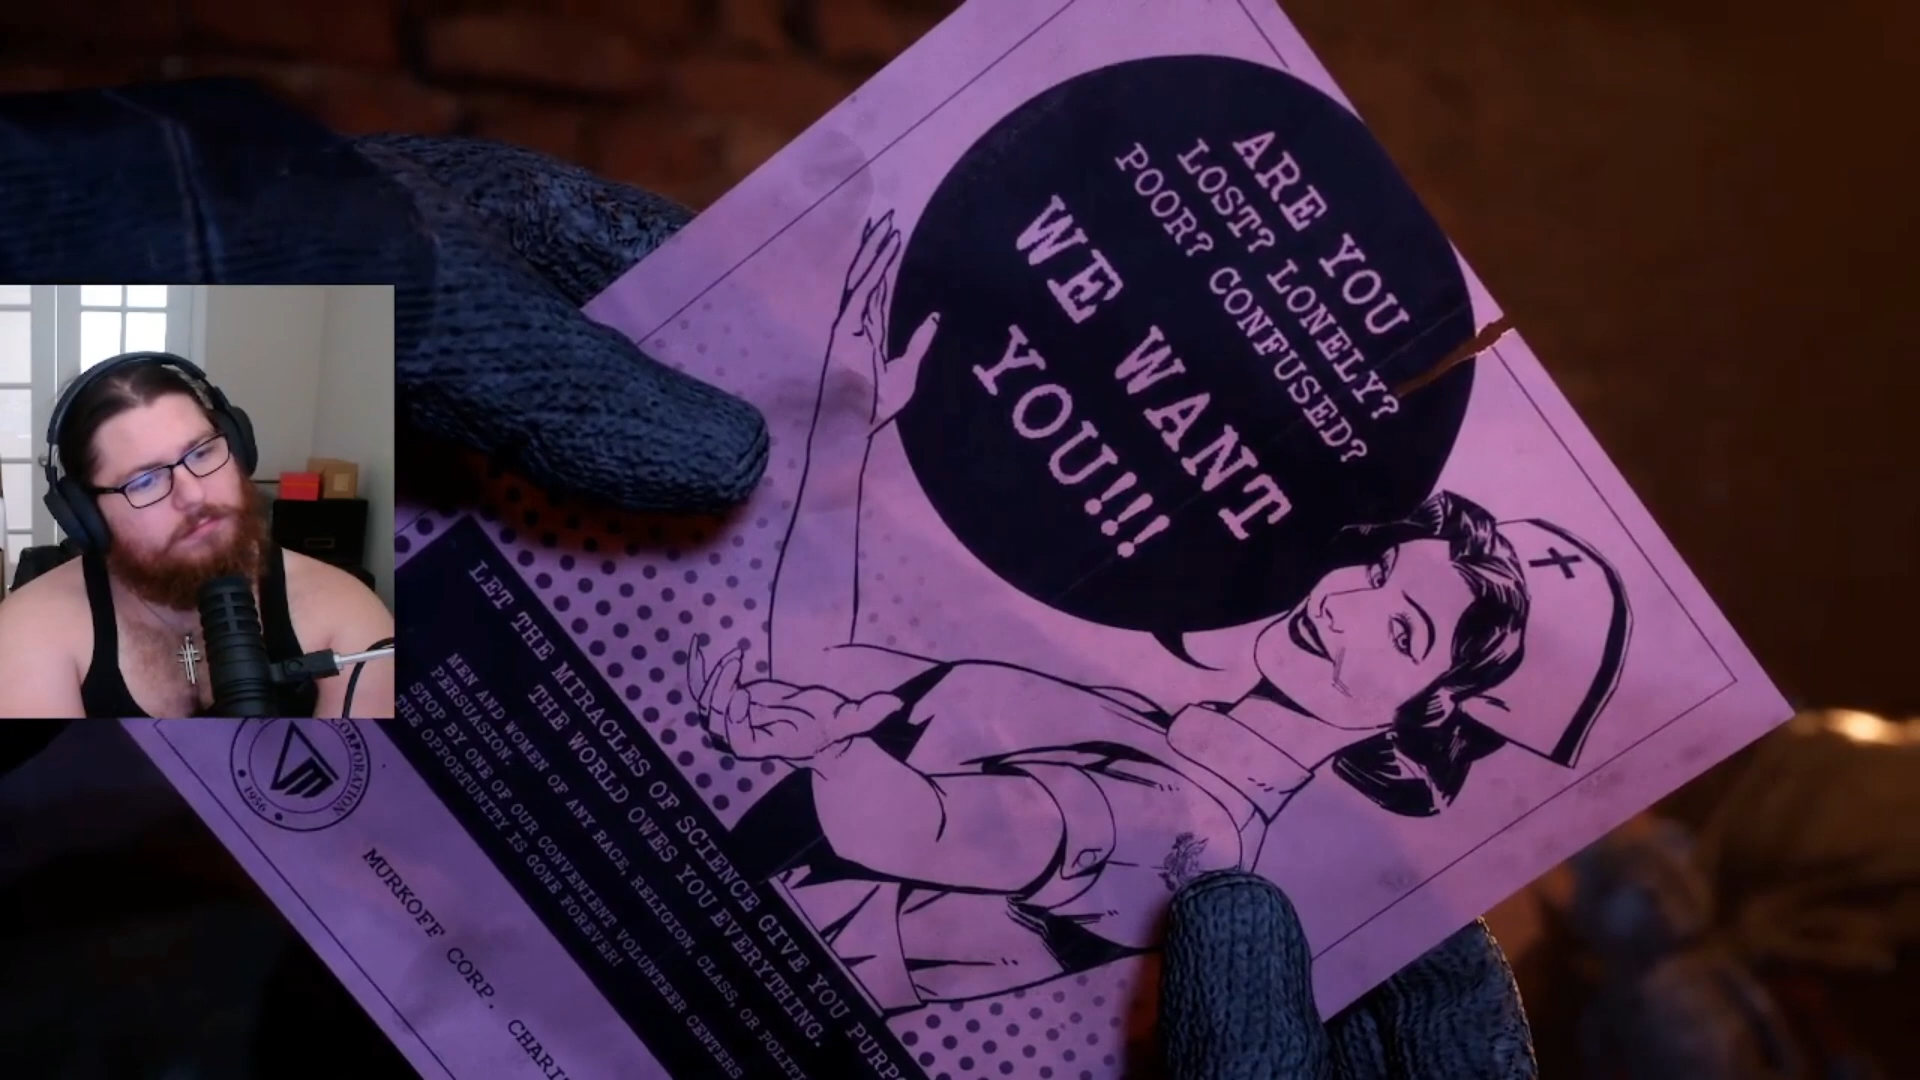 ARE YOU
LOST? LONELY?
POOR? CONFUSED?
WE WANT
YOU!!!
LET THE MIRACLES OF SCIENCE GIVE YOU
THE WORLD OWES YOU EVERYTHING.
MEN AND WOMEN OF ANY RACE, RELIGION, CLASS, OR
PERSUASION.
STOP BY ONE OF OUR CONVENIENT VOLUNTEER CENTERS
THE OPPORTUNITY IS GONE FOREVER!
CORPORATION
1956
MURKOFF CORP.